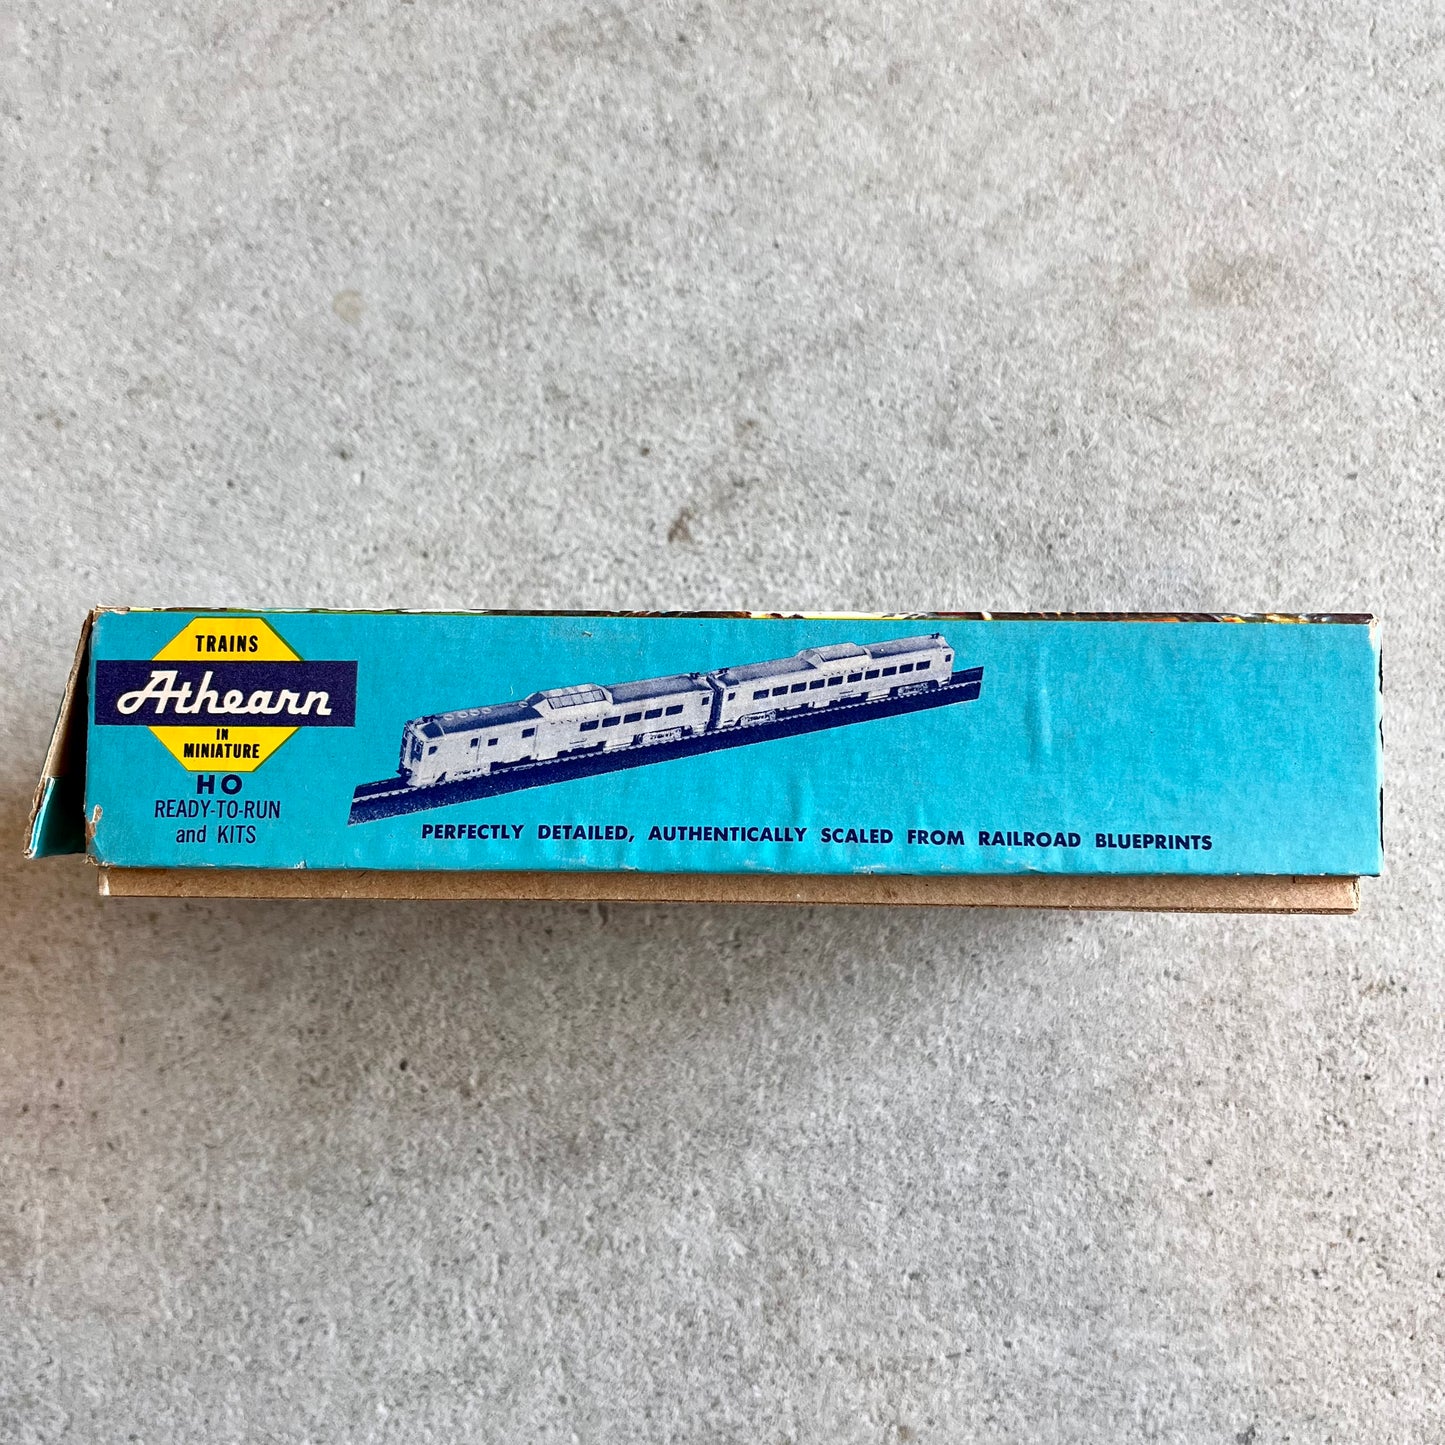 TRAINS
Athearn
IN
MINIATURE
HO
READY-TO-RUN
and KITS
PERFECTLY DETAILED, AUTHENTICALLY SCALED FROM RAILROAD BLUEPRINTS